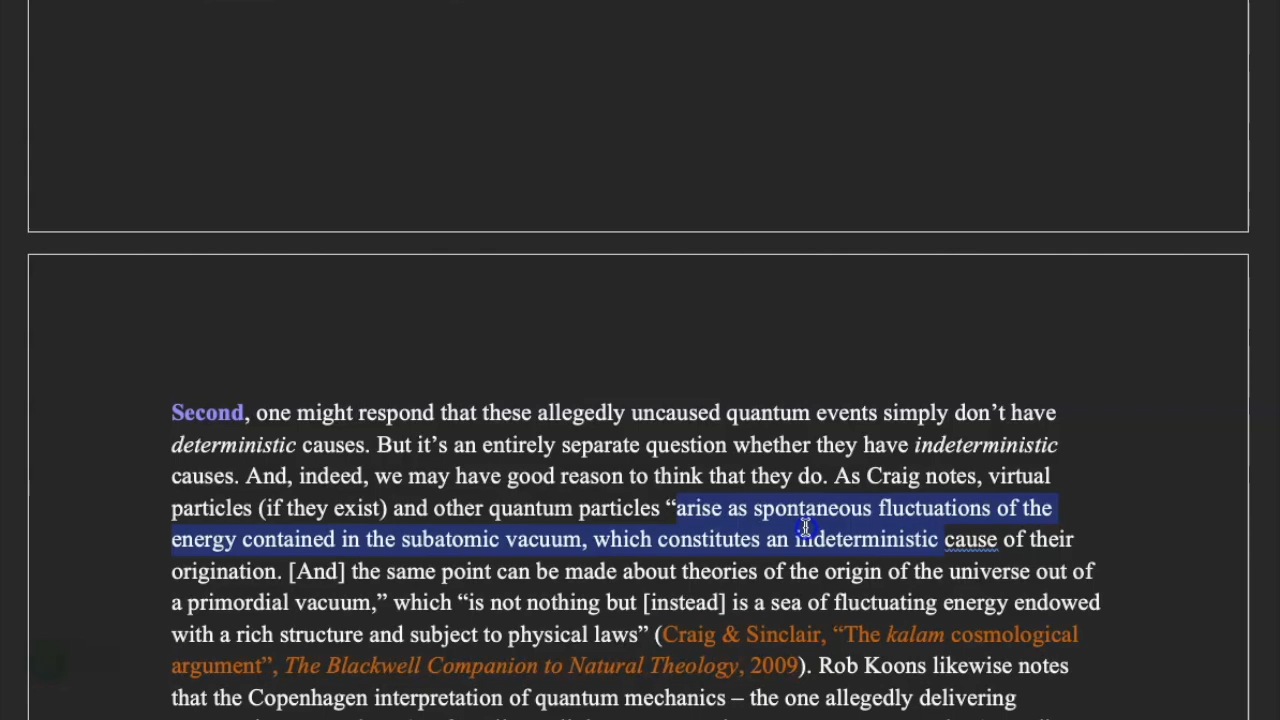 Second, one might respond that these allegedly uncaused quantum events simply don’t have
deterministic causes. But it’s an entirely separate question whether they have indeterministic
causes. And, indeed, we may have good reason to think that they do. As Craig notes, virtual
particles (if they exist) and other quantum particles “arise as spontaneous fluctuations of the
energy contained in the subatomic vacuum, which constitutes an indeterministic cause of their
origination. [And] the same point can be made about theories of the origin of the universe out of
a primordial vacuum,” which “is not nothing but [instead] is a sea of fluctuating energy endowed
with a rich structure and subject to physical laws” (Craig & Sinclair, “The kalam cosmological
argument”, The Blackwell Companion to Natural Theology, 2009). Rob Koons likewise notes
that the Copenhagen interpretation of quantum mechanics – the one allegedly delivering